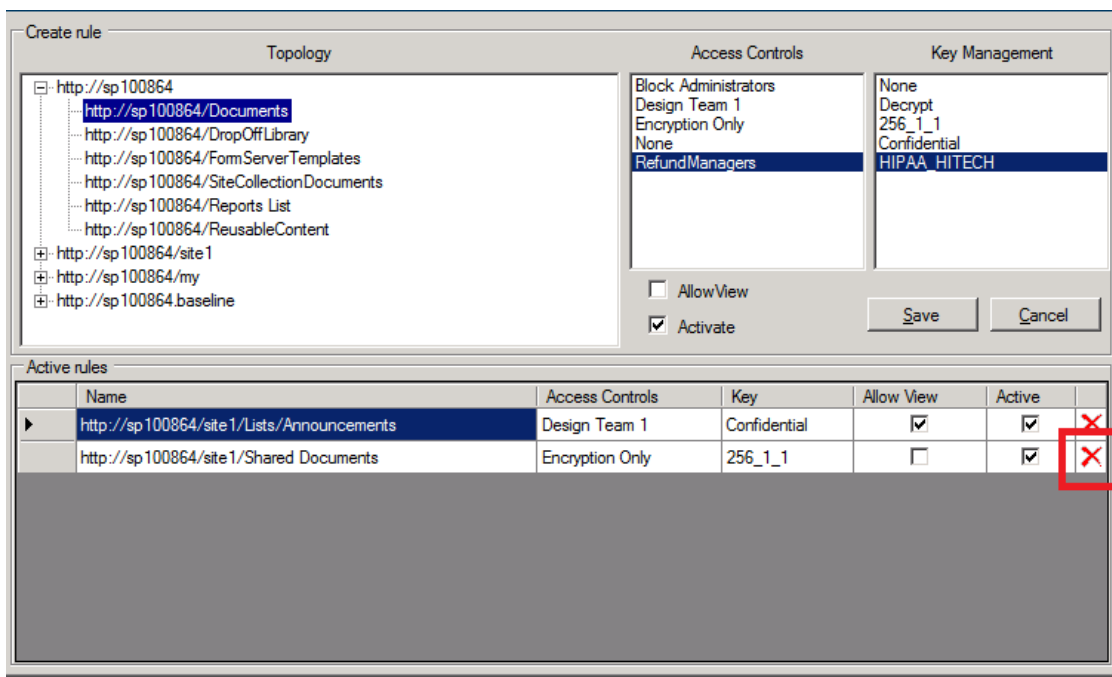 Create rule
Topology
Access Controls
Key Management
http://sp100864
http://sp100864/Documents
http://sp100864/DropOffLibrary
http://sp100864/FormServerTemplates
http://sp100864/SiteCollectionDocuments
http://sp100864/Reports List
http://sp100864/ReusableContent
http://sp100864/site1
http://sp100864/my
http://sp100864.baseline
Block Administrators
Design Team 1
Encryption Only
None
RefundManagers
None
Decrypt
256_1_1
Confidential
HIPAA_HITECH
AllowView
Activate
Save
Cancel
Active rules
Name Access Controls Key Allow View Active
http://sp100864/site1/Lists/Announcements Design Team 1 Confidential
http://sp100864/site1/Shared Documents Encryption Only 256_1_1